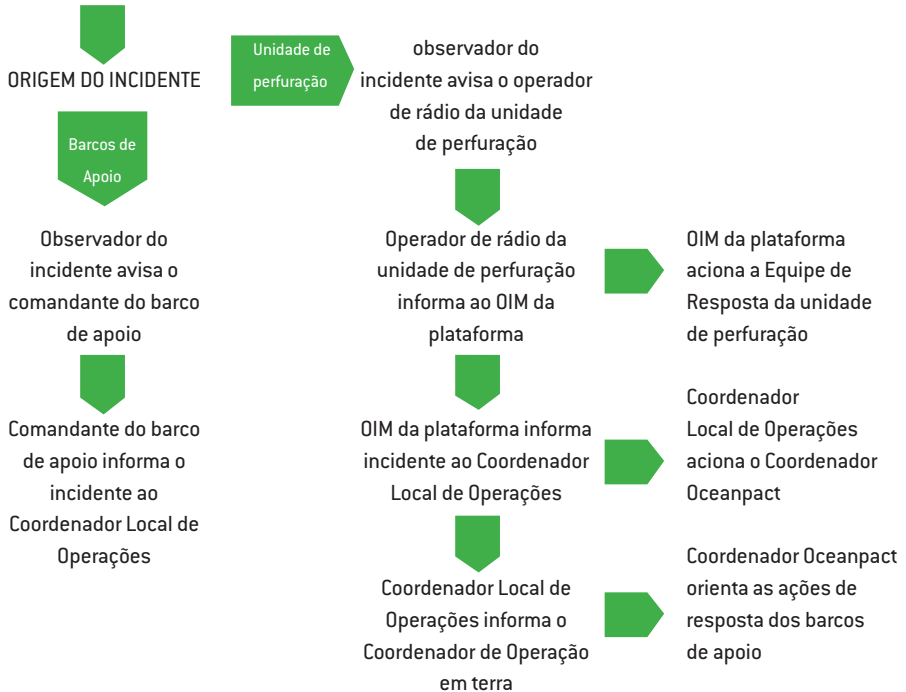 ORIGEM DO INCIDENTE
Unidade de
perfuração
observador do
incidente avisa o operador
de rádio da unidade
de perfuração
Barcos de
Apoio
Observador do
incidente avisa o
comandante do barco
de apoio
Operador de rádio da
unidade de perfuração
informa ao OIM da
plataforma
OIM da plataforma
aciona a Equipe de
Resposta da unidade
de perfuração
Comandante do barco
de apoio informa o
incidente ao
Coordenador Local de
Operações
OIM da plataforma informa
incidente ao Coordenador
Local de Operações
Coordenador
Local de Operações
aciona o Coordenador
Oceanpact
Coordenador Local de
Operações informa o
Coordenador de Operação
em terra
Coordenador Oceanpact
orienta as ações de
resposta dos barcos
de apoio